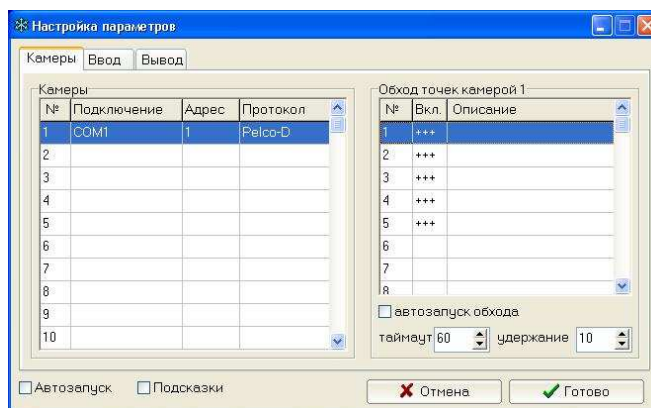 Настройка параметров
Камеры Ввод Вывод
Камеры
№ Подключение Адрес Протокол
1 COM1 1 Pelco-D
2
3
4
5
6
7
8
9
10
Обход точек камерой 1
№ Вкл. Описание
1 +++
2 +++
3 +++
4 +++
5 +++
6
7
8
автозапуск обхода
таймаут 60 удержание 10
Автозапуск Подсказки Отмена Готово